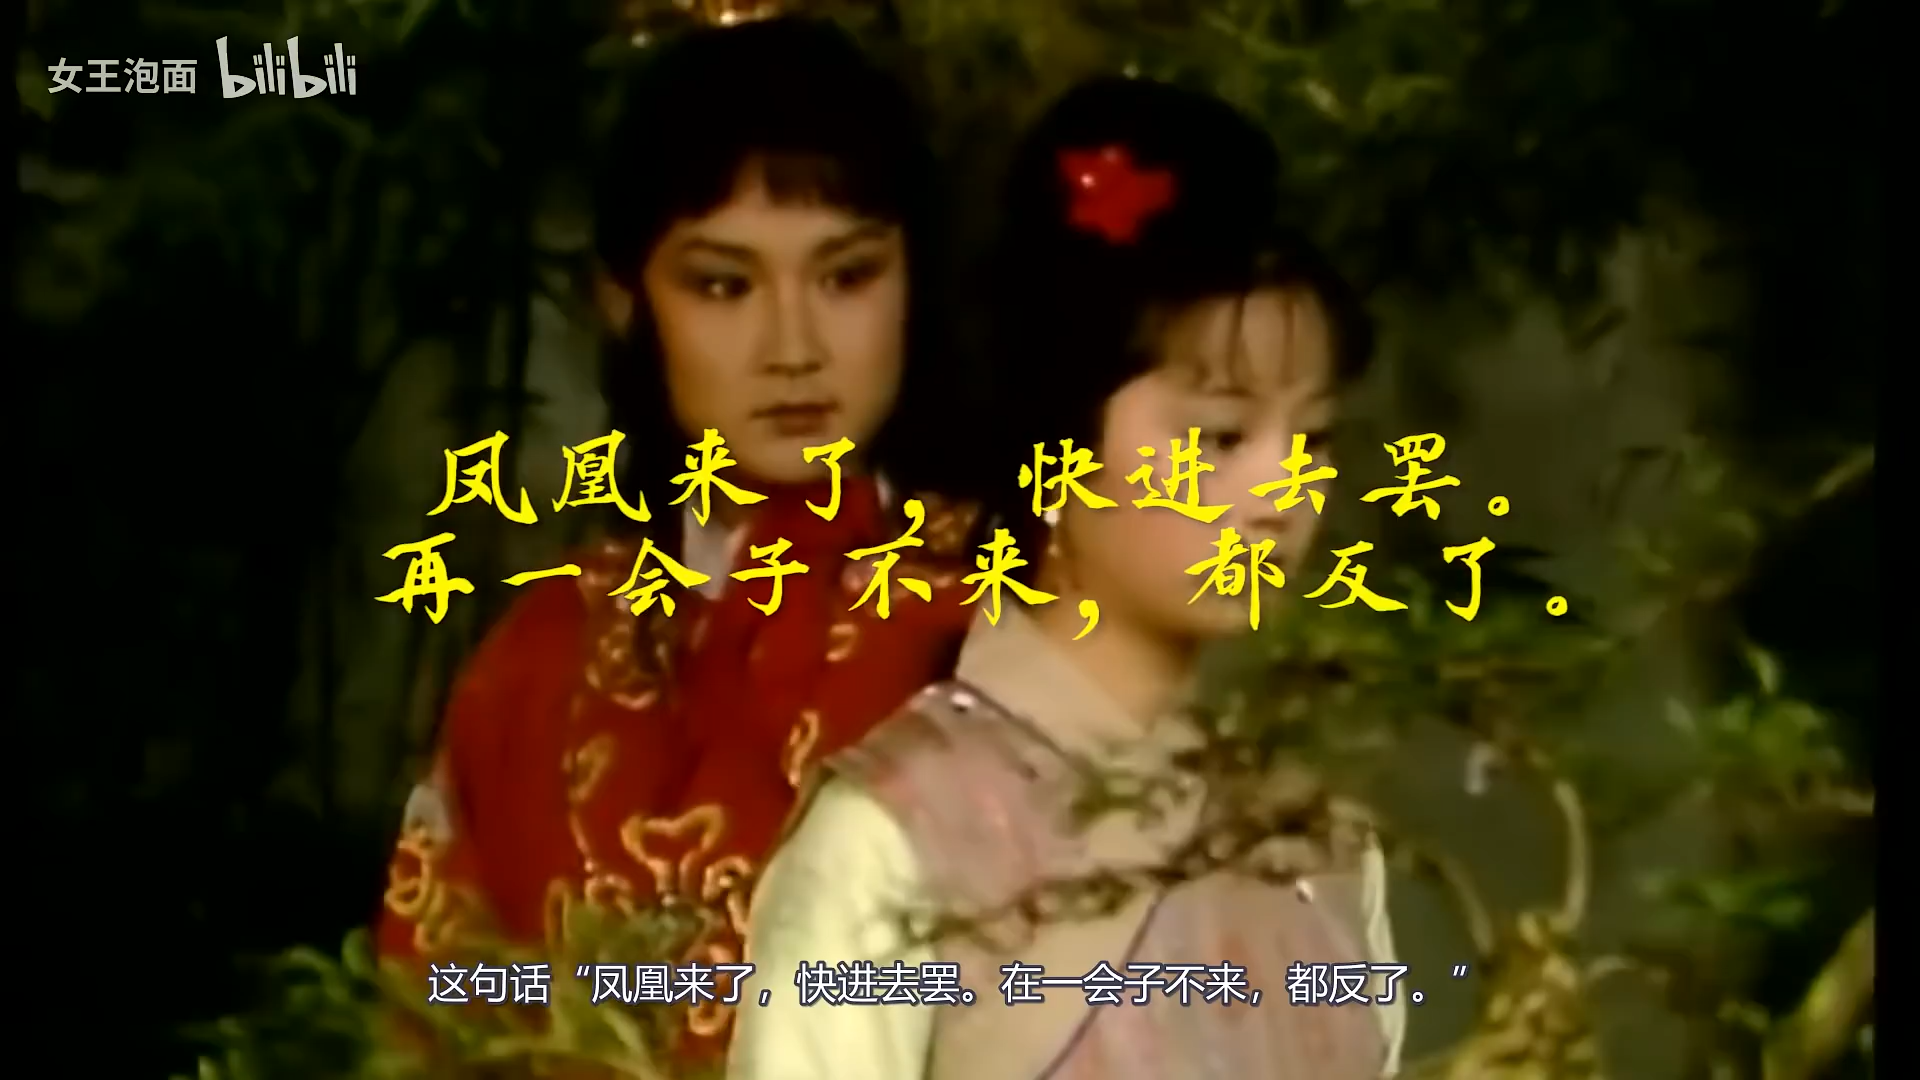 女王泡面 bilibili
凤凰来了，快进去罢。
再一会子不来，都反了。
这句话“凤凰来了，快进去罢。在一会子不来，都反了。”